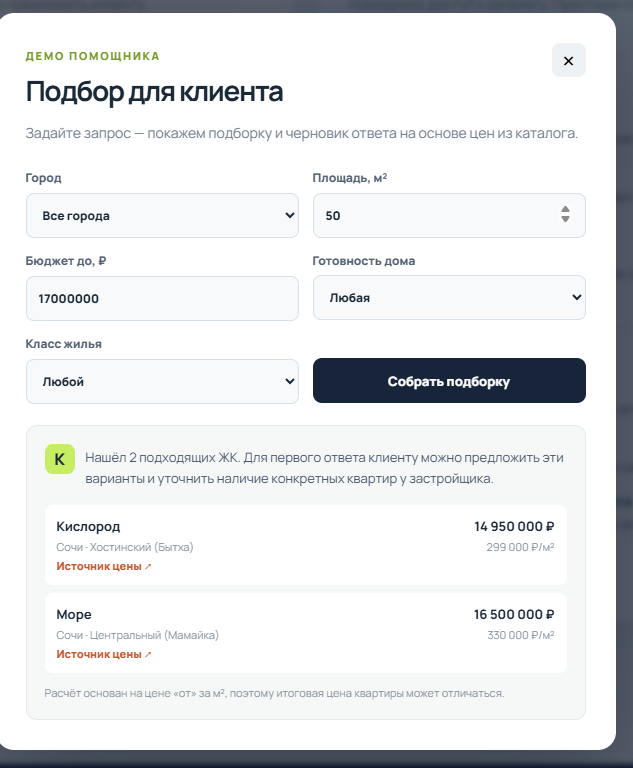 ДЕМО ПОМОЩНИКА
✕
Подбор для клиента
Задайте запрос — покажем подборку и черновик ответа на основе цен из каталога.
Город
Площадь, м²
Все города
50
Бюджет до, ₽
Готовность дома
17000000
Любая
Класс жилья
Любой
Собрать подборку
К
Нашёл 2 подходящих ЖК. Для первого ответа клиенту можно предложить эти
варианты и уточнить наличие конкретных квартир у застройщика.
Кислород
14 950 000 ₽
Сочи · Хостинский (Бытха)
299 000 ₽/м²
Источник цены ↗
Море
16 500 000 ₽
Сочи · Центральный (Мамайка)
330 000 ₽/м²
Источник цены ↗
Расчёт основан на цене «от» за м², поэтому итоговая цена квартиры может отличаться.